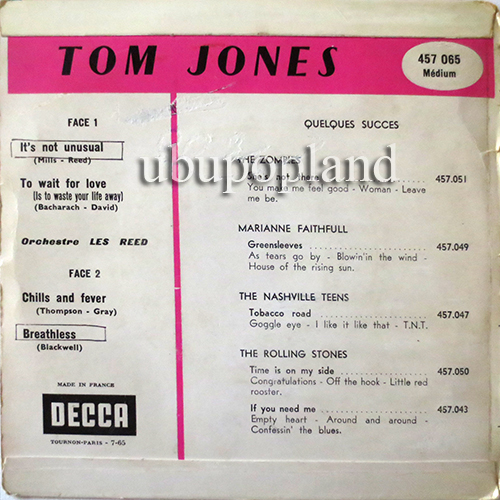 TOM JONES
457 065
Médium
FACE 1
It's not unusual
(Mills - Reed)
To wait for love
(Is to waste your life away)
(Bacharach - David)
Orchestre LES REED
FACE 2
Chills and fever
(Thompson - Gray)
Breathless
(Blackwell)
MADE IN FRANCE
DECCA
TOURNON-PARIS - 7-65
QUELQUES SUCCES
THE ZOMBIES
She's not there 457.051
You make me feel good - Woman - Leave
me be.
MARIANNE FAITHFULL
Greensleeves 457.049
As tears go by - Blowin'in the wind -
House of the rising sun.
THE NASHVILLE TEENS
Tobacco road 457.047
Goggle eye - I like it like that - T.N.T.
THE ROLLING STONES
Time is on my side 457.050
Congratulations - Off the hook - Little red
rooster.
If you need me 457.043
Empty heart - Around and around -
Confessin' the blues.
ubupopland